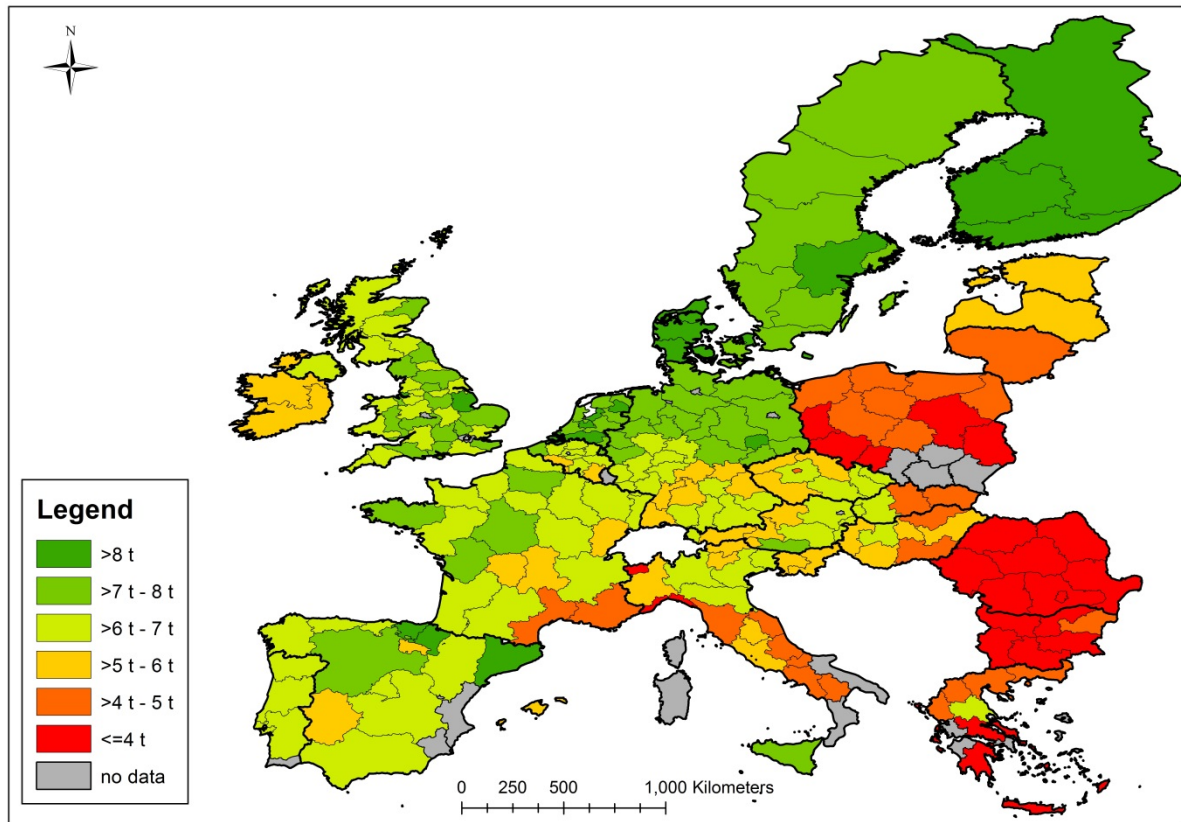 N
Legend
>8 t
>7 t - 8 t
>6 t - 7 t
>5 t - 6 t
>4 t - 5 t
<=4 t
no data
0 250 500 1,000 Kilometers